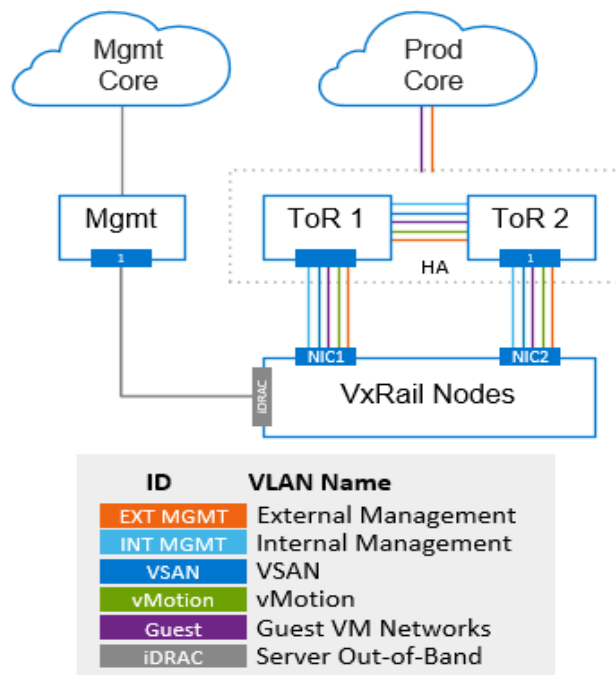 Mgmt
Core
Prod
Core
Mgmt
1
ToR 1
ToR 2
1
HA
NIC1
NIC2
iDRAC
VxRail Nodes
ID VLAN Name
EXT MGMT External Management
INT MGMT Internal Management
VSAN VSAN
vMotion vMotion
Guest Guest VM Networks
iDRAC Server Out-of-Band